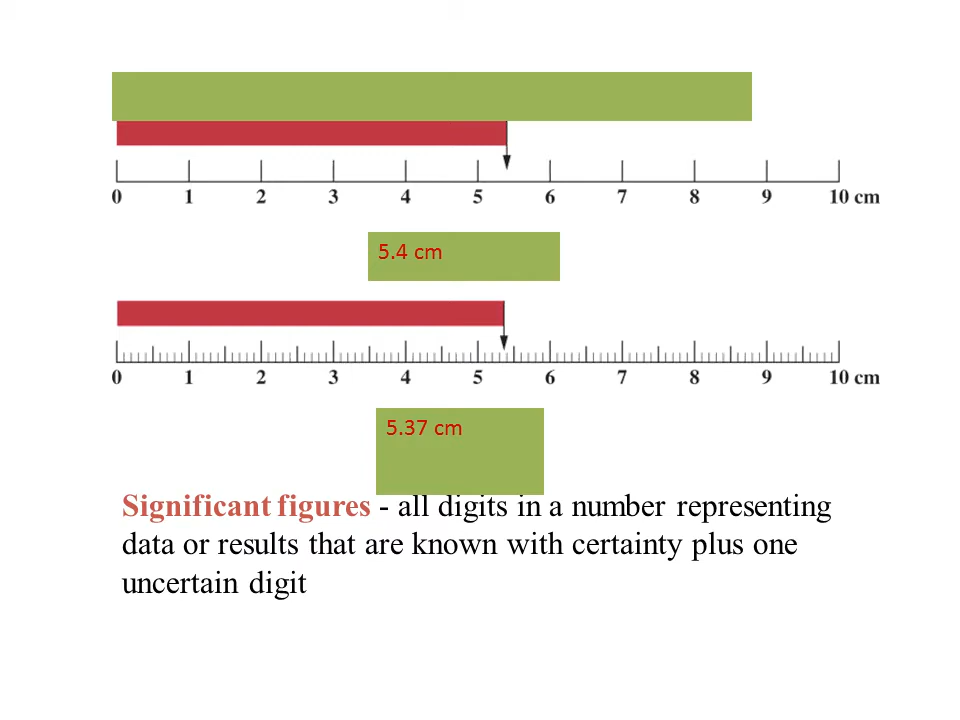 0 1 2 3 4 5 6 7 8 9 10 cm
5.4 cm
0 1 2 3 4 5 6 7 8 9 10 cm
5.37 cm
Significant figures - all digits in a number representing
data or results that are known with certainty plus one
uncertain digit